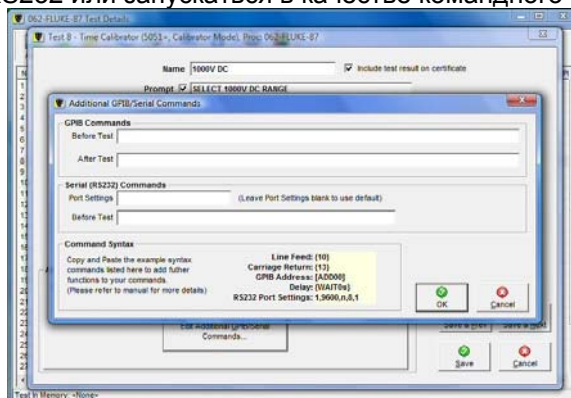 RS232 или запускаться в качестве командного
062-FLUKE-87 Test Details
Test 8 - Time Calibrator (5051+, Calibrator Mode), Proc: 062-FLUKE-87
Name 1000V DC
Include test result on certificate
Prompt SELECT 1000V DC RANGE
Additional GPIB/Serial Commands
GPIB Commands
Before Test
After Test
Serial (RS232) Commands
Port Settings (Leave Port Settings blank to use default)
Before Test
Command Syntax
Copy and Paste the example syntax
commands listed here to add futher
functions to your commands.
(Please refer to manual for more details)
Line Feed: {10}
Carriage Return: {13}
GPIB Address: [ADD00]
Delay: [WAIT0s]
RS232 Port Settings: 1,9600,n,8,1
OK
Cancel
Edit Additional GPIB/Serial
Commands...
Save & Prev
Save & Next
Save
Cancel
Test In Memory: <None>